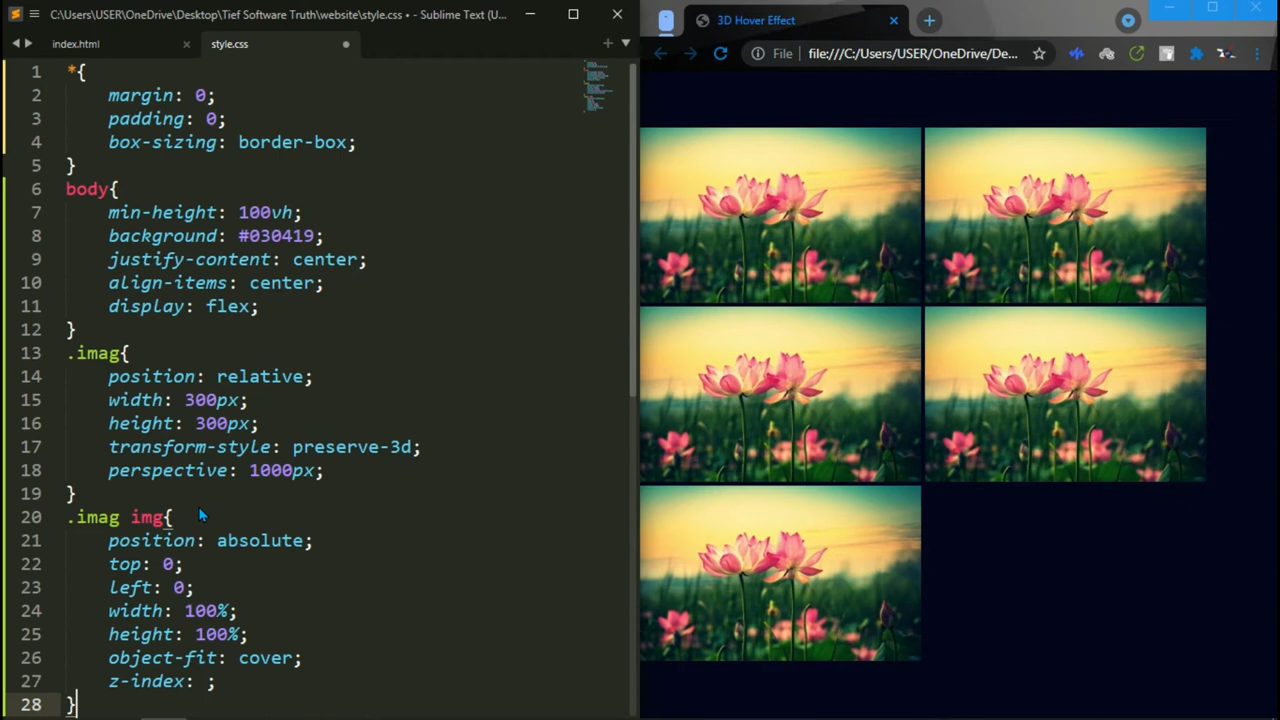 C:\Users\USER\OneDrive\Desktop\Tief Software Truth\website\style.css • - Sublime Text (U...
index.html
style.css
1 *{
2 margin: 0;
3 padding: 0;
4 box-sizing: border-box;
5 }
6 body{
7 min-height: 100vh;
8 background: #030419;
9 justify-content: center;
10 align-items: center;
11 display: flex;
12 }
13 .imag{
14 position: relative;
15 width: 300px;
16 height: 300px;
17 transform-style: preserve-3d;
18 perspective: 1000px;
19 }
20 .imag img{
21 position: absolute;
22 top: 0;
23 left: 0;
24 width: 100%;
25 height: 100%;
26 object-fit: cover;
27 z-index: ;
28 }
3D Hover Effect
File file:///C:/Users/USER/OneDrive/De...